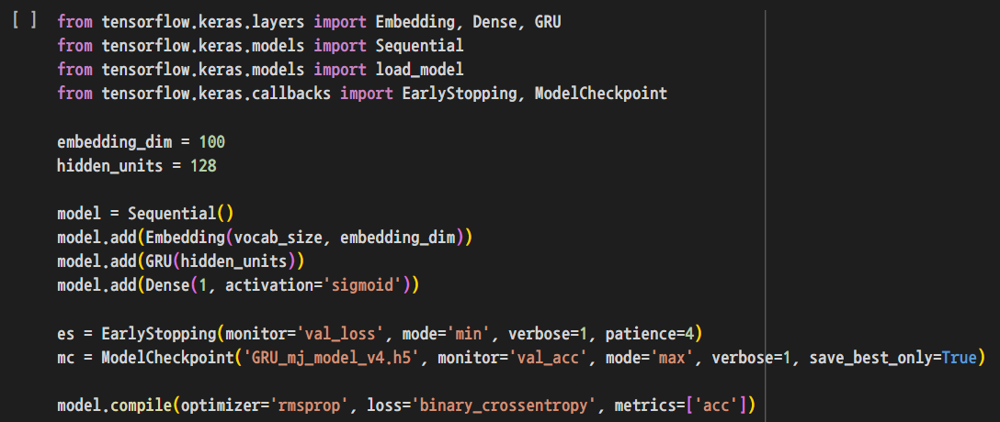 [ ] from tensorflow.keras.layers import Embedding, Dense, GRU
from tensorflow.keras.models import Sequential
from tensorflow.keras.models import load_model
from tensorflow.keras.callbacks import EarlyStopping, ModelCheckpoint
embedding_dim = 100
hidden_units = 128
model = Sequential()
model.add(Embedding(vocab_size, embedding_dim))
model.add(GRU(hidden_units))
model.add(Dense(1, activation='sigmoid'))
es = EarlyStopping(monitor='val_loss', mode='min', verbose=1, patience=4)
mc = ModelCheckpoint('GRU_mj_model_v4.h5', monitor='val_acc', mode='max', verbose=1, save_best_only=True)
model.compile(optimizer='rmsprop', loss='binary_crossentropy', metrics=['acc'])